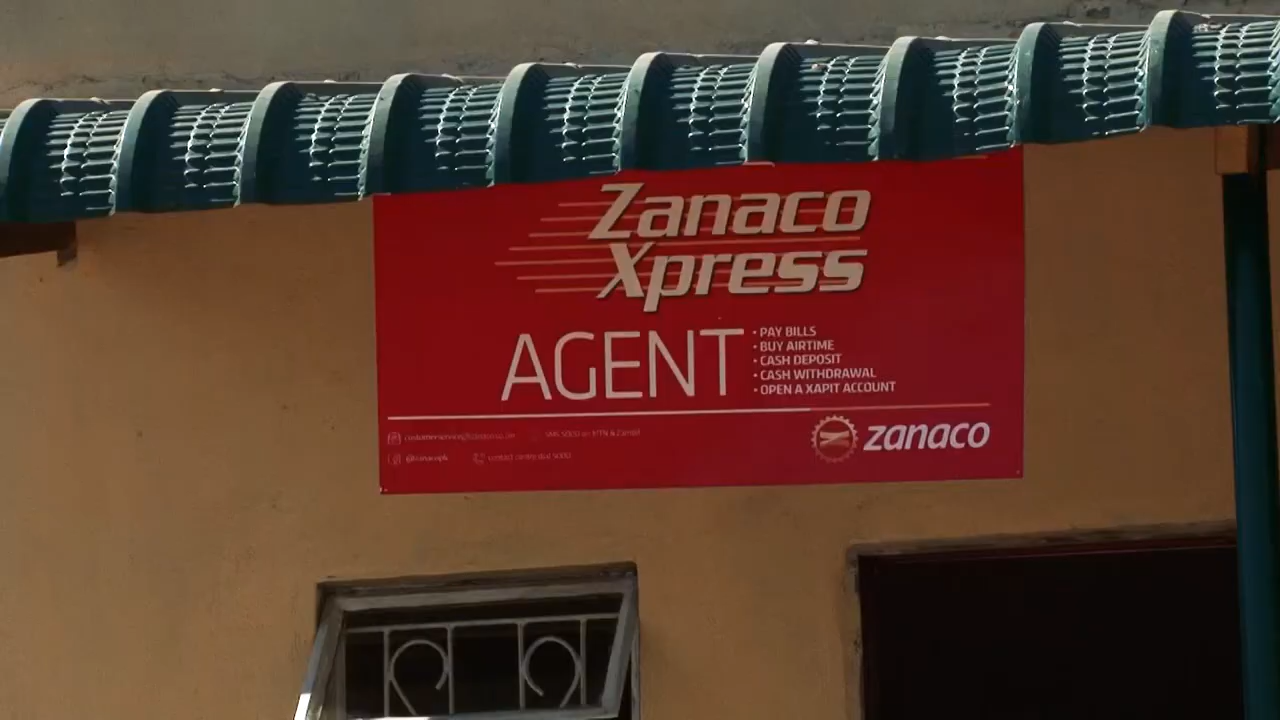 Zanaco
Xpress
AGENT
• PAY BILLS
• BUY AIRTIME
• CASH DEPOSIT
• CASH WITHDRAWAL
• OPEN A XAPIT ACCOUNT
zanaco